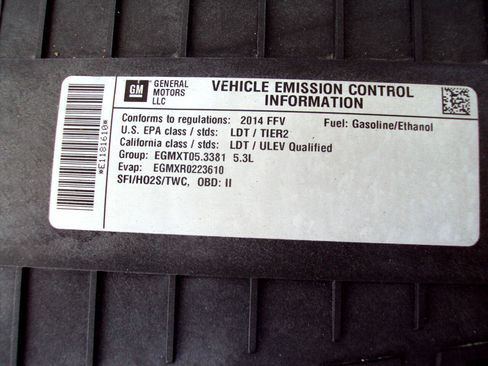 GM
GENERAL
MOTORS
LLC
VEHICLE EMISSION CONTROL
INFORMATION
Conforms to regulations: 2014 FFV Fuel: Gasoline/Ethanol
U.S. EPA class / stds: LDT / TIER2
California class / stds: LDT / ULEV Qualified
Group: EGMXT05.3381 5.3L
Evap: EGMXR0223610
SFI/HO2S/TWC, OBD: II
*E1181610*